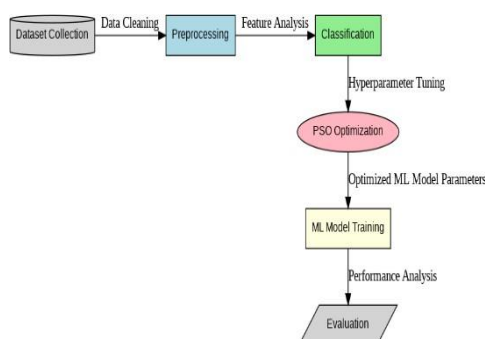 Dataset Collection
Data Cleaning
Preprocessing
Feature Analysis
Classification
Hyperparameter Tuning
PSO Optimization
Optimized ML Model Parameters
ML Model Training
Performance Analysis
Evaluation